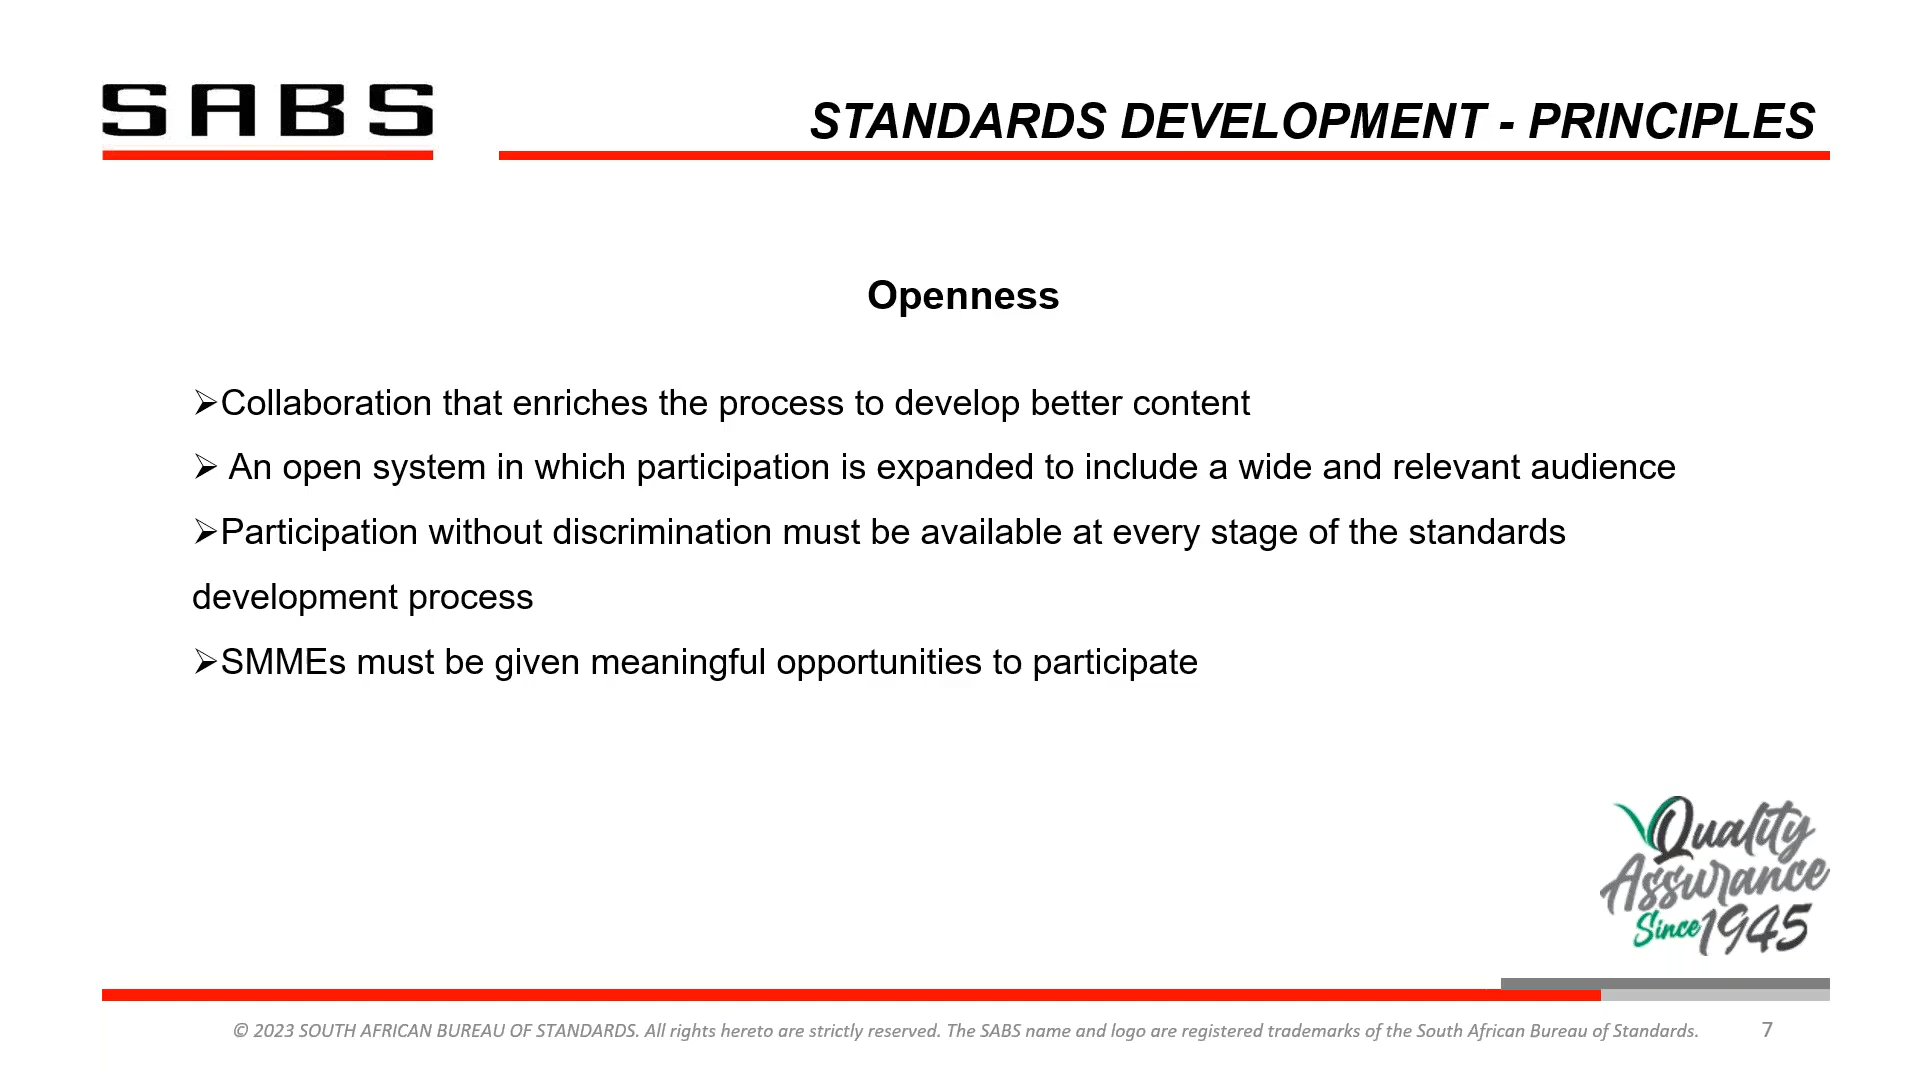 SABS
STANDARDS DEVELOPMENT - PRINCIPLES
Openness
➢Collaboration that enriches the process to develop better content
➢ An open system in which participation is expanded to include a wide and relevant audience
➢Participation without discrimination must be available at every stage of the standards
development process
➢SMMEs must be given meaningful opportunities to participate
Quality
Assurance
Since 1945
© 2023 SOUTH AFRICAN BUREAU OF STANDARDS. All rights hereto are strictly reserved. The SABS name and logo are registered trademarks of the South African Bureau of Standards. 7